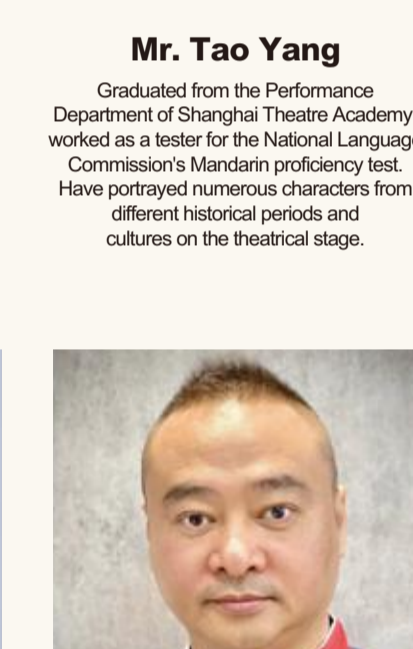 Mr. Tao Yang
Graduated from the Performance
Department of Shanghai Theatre Academy
worked as a tester for the National Languag
Commission's Mandarin proficiency test.
Have portrayed numerous characters from
different historical periods and
cultures on the theatrical stage.